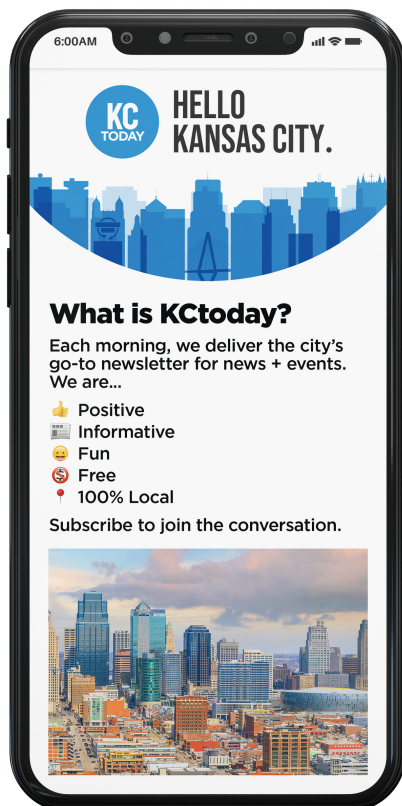 6:00AM
KC
TODAY
HELLO
KANSAS CITY.
What is KCtoday?
Each morning, we deliver the city's
go-to newsletter for news + events.
We are...
👍 Positive
📰 Informative
😀 Fun
Free
📍 100% Local
Subscribe to join the conversation.